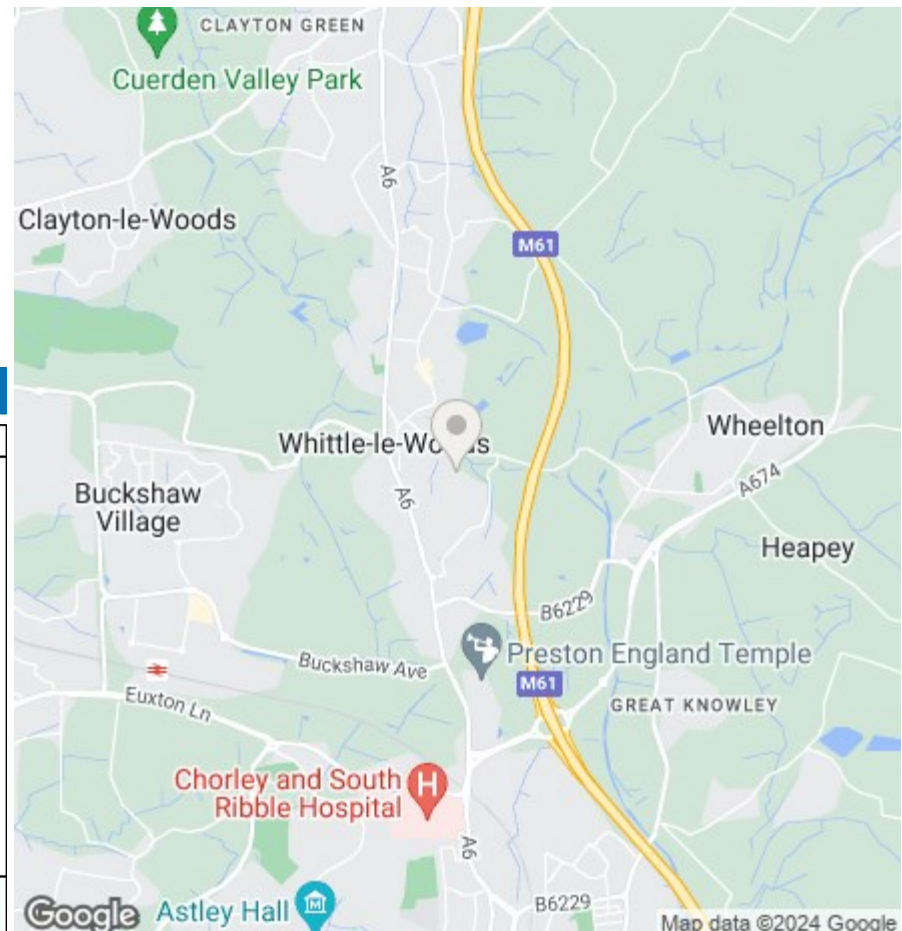 CLAYTON GREEN
Cuerden Valley Park
A6
Clayton-le-Woods
M61
Whittle-le-Wo ds
Wheelton
A674
Buckshaw
Village
A6
Heapey
B6229
Preston England Temple
Buckshaw Ave
M61
Euxton Ln
GREAT KNOWLEY
Chorley and South
Ribble Hospital
H
A6
B6229
Google
Astley Hall
Map data ©2024 Google